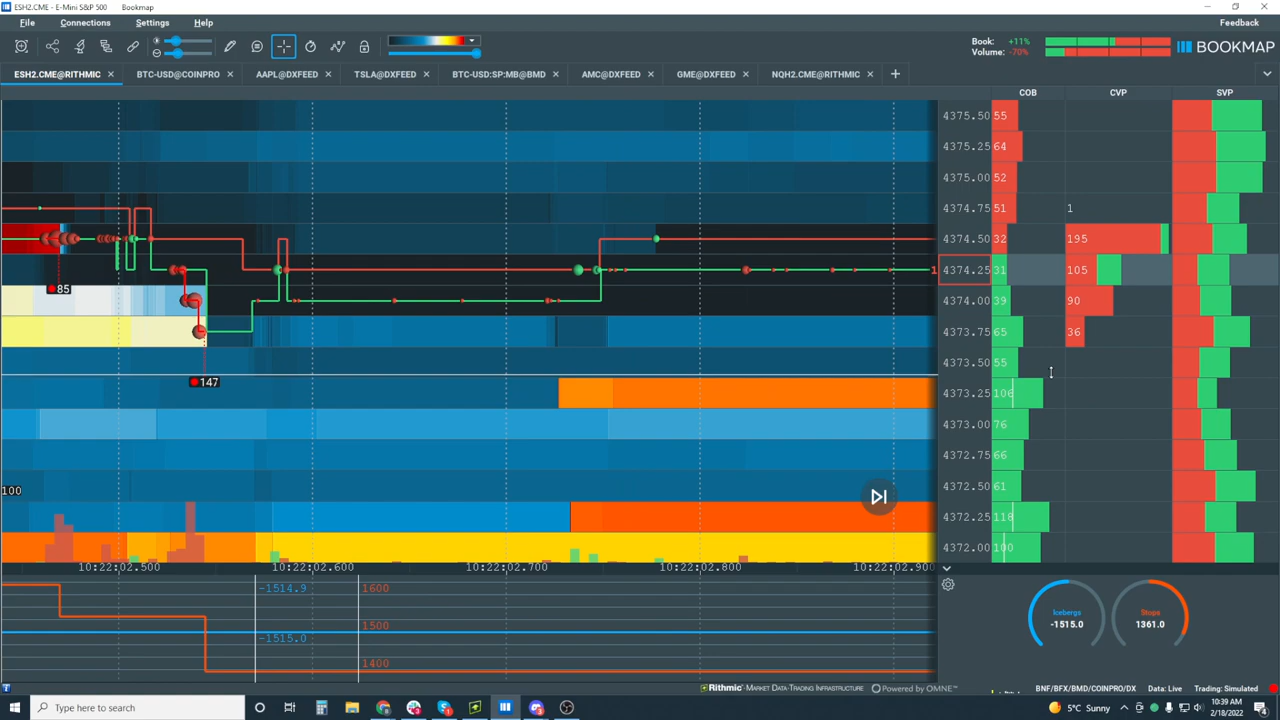 ESH2.CME - E-Mini S&P 500 Bookmap
File Connections Settings Help
Feedback
Book: +11%
Volume: -70%
BOOKMAP
ESH2.CME@RITHMIC
BTC-USD@COINPRO
AAPL@DXFEED
TSLA@DXFEED
BTC-USD:SP:MB@BMD
AMC@DXFEED
GME@DXFEED
NQH2.CME@RITHMIC
COB CVP SVP
4375.50 55
4375.25 64
4375.00 52
4374.75 51 1
4374.50 32 195
4374.25 31 105
4374.00 39 90
4373.75 65 36
4373.50 55
4373.25 106
4373.00 76
4372.75 66
4372.50 61
4372.25 118
4372.00 100
85
147
100
10:22:02.500 10:22:02.600 10:22:02.700 10:22:02.800 10:22:02.900
-1514.9 1600
-1515.0 1500
1400
Icebergs
-1515.0
Stops
1361.0
Rithmic - MARKET DATA-TRADING INFRASTRUCTURE
Powered by OMNE™
BNF/BFX/BMD/COINPRO/DX Data: Live Trading: Simulated
Type here to search
5°C Sunny
10:39 AM
2/18/2022
4